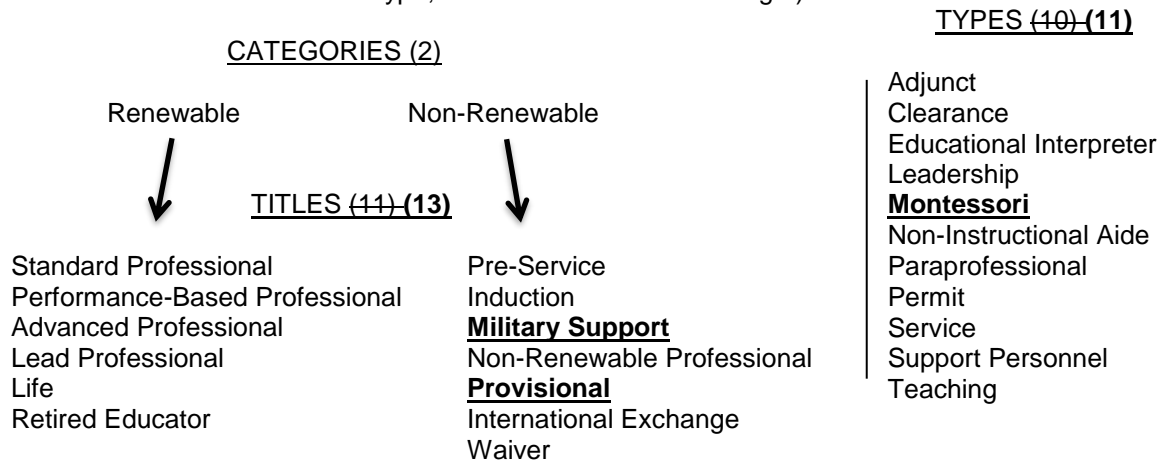 TYPES (10) (11)
CATEGORIES (2)
Renewable
Non-Renewable
TITLES (11) (13)
Standard Professional
Performance-Based Professional
Advanced Professional
Lead Professional
Life
Retired Educator
Pre-Service
Induction
Military Support
Non-Renewable Professional
Provisional
International Exchange
Waiver
Adjunct
Clearance
Educational Interpreter
Leadership
Montessori
Non-Instructional Aide
Paraprofessional
Permit
Service
Support Personnel
Teaching